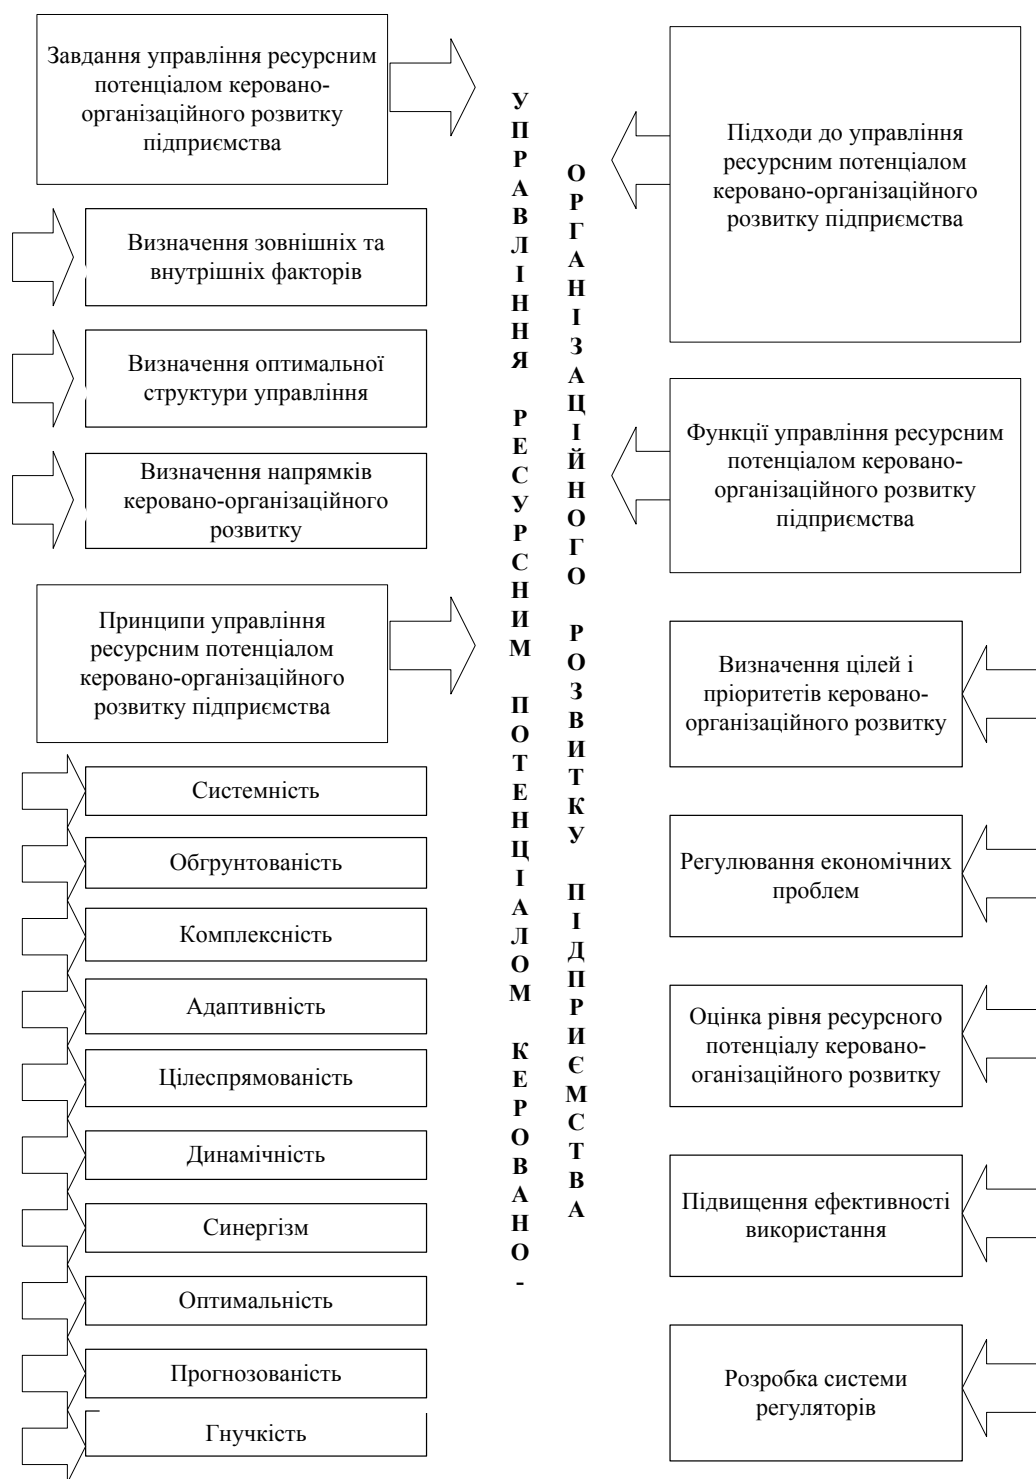 Завдання управління ресурсним
потенціалом керовано-
організаційного розвитку
підприємства
Визначення зовнішніх та
внутрішніх факторів
Визначення оптимальної
структури управління
Визначення напрямків
керовано-організаційного
розвитку
Принципи управління
ресурсним потенціалом
керовано-організаційного
розвитку підприємства
Системність
Обгрунтованість
Комплексність
Адаптивність
Цілеспрямованість
Динамічність
Синергізм
Оптимальність
Прогнозованість
Гнучкість
УПРАВЛІННЯ РЕСУРСНИМ ПОТЕНЦІАЛОМ КЕРОВАНО-
ОРГАНІЗАЦІЙНОГО РОЗВИТКУ ПІДПРИЄМСТВА
Підходи до управління
ресурсним потенціалом
керовано-організаційного
розвитку підприємства
Функції управління ресурсним
потенціалом керовано-
організаційного розвитку
підприємства
Визначення цілей і
пріоритетів керовано-
організаційного розвитку
Регулювання економічних
проблем
Оцінка рівня ресурсного
потенціалу керовано-
оганізаційного розвитку
Підвищення ефективності
використання
Розробка системи
регуляторів